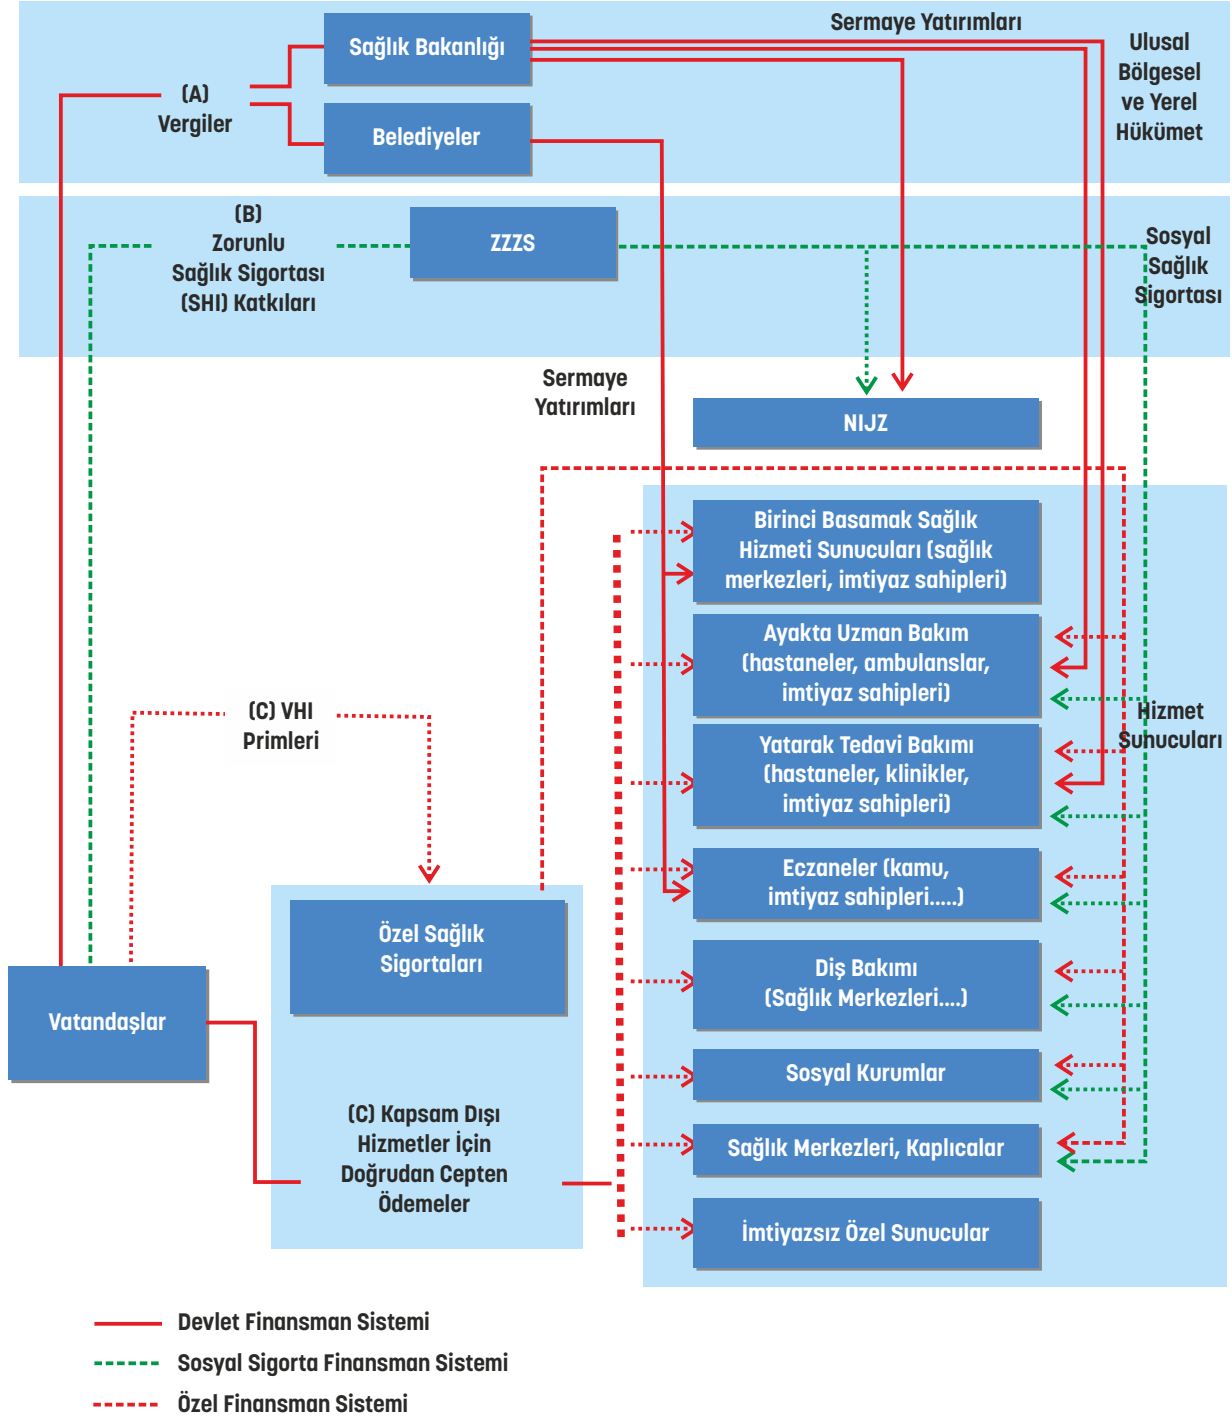 Sermaye Yatırımları
Ulusal
Bölgesel
ve Yerel
Hükümet
Sağlık Bakanlığı
(A)
Vergiler
Belediyeler
(B)
Zorunlu
Sağlık Sigortası
(SHI) Katkıları
ZZZS
Sosyal
Sağlık
Sigortası
Sermaye
Yatırımları
NIJZ
Birinci Basamak Sağlık
Hizmeti Sunucuları (sağlık
merkezleri, imtiyaz sahipleri)
Ayakta Uzman Bakım
(hastaneler, ambulanslar,
imtiyaz sahipleri)
Hizmet
Sunucuları
(C) VHI
Primleri
Yatarak Tedavi Bakımı
(hastaneler, klinikler,
imtiyaz sahipleri)
Eczaneler (kamu,
imtiyaz sahipleri.....)
Özel Sağlık
Sigortaları
Diş Bakımı
(Sağlık Merkezleri....)
Vatandaşlar
Sosyal Kurumlar
(C) Kapsam Dışı
Hizmetler İçin
Doğrudan Cepten
Ödemeler
Sağlık Merkezleri, Kaplıcalar
İmtiyazsız Özel Sunucular
Devlet Finansman Sistemi
Sosyal Sigorta Finansman Sistemi
Özel Finansman Sistemi